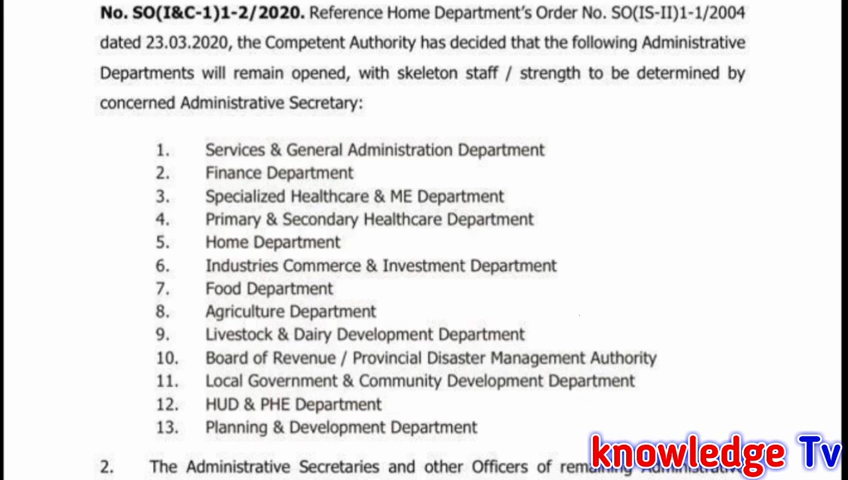 No. SO(I&C-1)1-2/2020. Reference Home Department's Order No. SO(IS-II)1-1/2004
dated 23.03.2020, the Competent Authority has decided that the following Administrative
Departments will remain opened, with skeleton staff / strength to be determined by
concerned Administrative Secretary:
1. Services & General Administration Department
2. Finance Department
3. Specialized Healthcare & ME Department
4. Primary & Secondary Healthcare Department
5. Home Department
6. Industries Commerce & Investment Department
7. Food Department
8. Agriculture Department
9. Livestock & Dairy Development Department
10. Board of Revenue / Provincial Disaster Management Authority
11. Local Government & Community Development Department
12. HUD & PHE Department
13. Planning & Development Department
2. The Administrative Secretaries and other Officers of
knowledge Tv